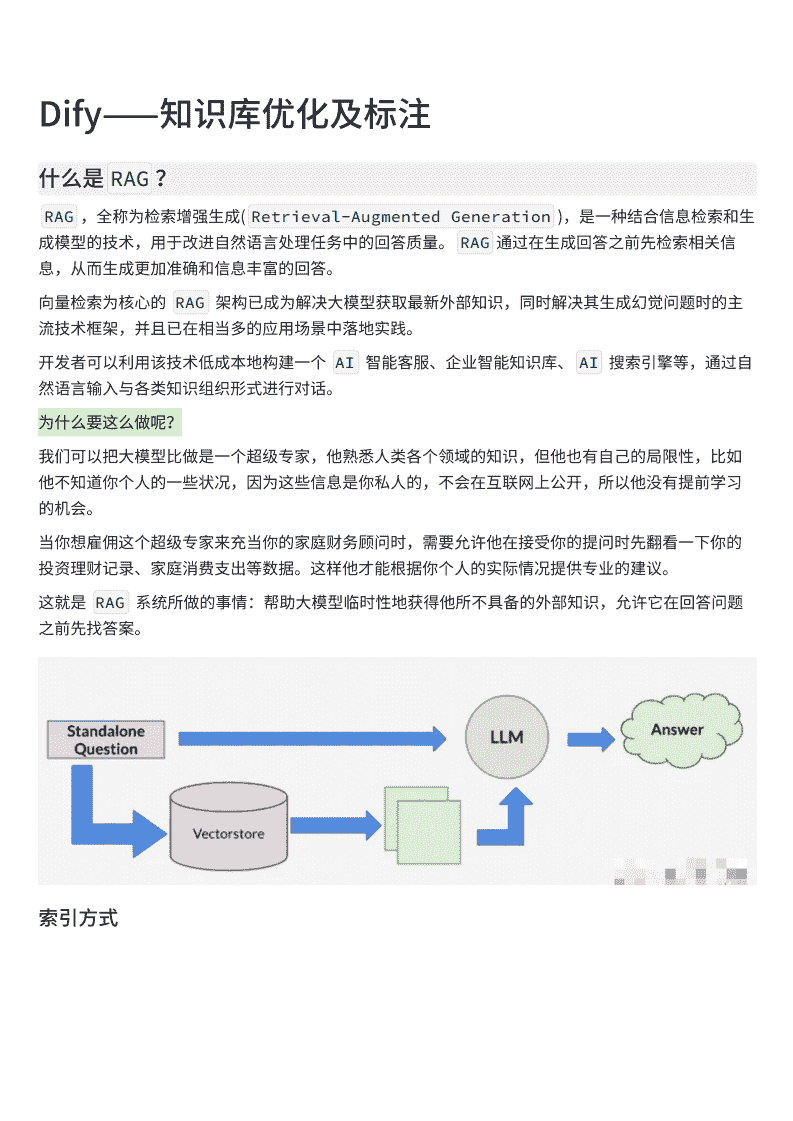 Dify——知识库优化及标注
什么是 RAG ？
RAG ，全称为检索增强生成( Retrieval-Augmented Generation )，是一种结合信息检索和生
成模型的技术，用于改进自然语言处理任务中的回答质量。 RAG 通过在生成回答之前先检索相关信
息，从而生成更加准确和信息丰富的回答。
向量检索为核心的 RAG 架构已成为解决大模型获取最新外部知识，同时解决其生成幻觉问题时的主
流技术框架，并且已在相当多的应用场景中落地实践。
开发者可以利用该技术低成本地构建一个 AI 智能客服、企业智能知识库、 AI 搜索引擎等，通过自
然语言输入与各类知识组织形式进行对话。
为什么要这么做呢？
我们可以把大模型比做是一个超级专家，他熟悉人类各个领域的知识，但他也有自己的局限性，比如
他不知道你个人的一些状况，因为这些信息是你私人的，不会在互联网上公开，所以他没有提前学习
的机会。
当你想雇佣这个超级专家来充当你的家庭财务顾问时，需要允许他在接受你的提问时先翻看一下你的
投资理财记录、家庭消费支出等数据。这样他才能根据你个人的实际情况提供专业的建议。
这就是 RAG 系统所做的事情：帮助大模型临时性地获得他所不具备的外部知识，允许它在回答问题
之前先找答案。
Standalone
Question
LLM
Answer
Vectorstore
索引方式